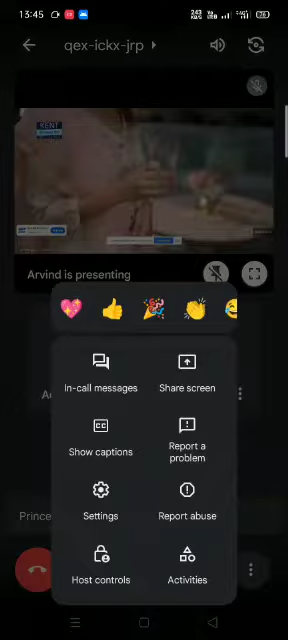 13:45
qex-ickx-jrp
KENT
Arvind is presenting
In-call messages
Share screen
Show captions
Report a
problem
Settings
Report abuse
Prince
Host controls
Activities